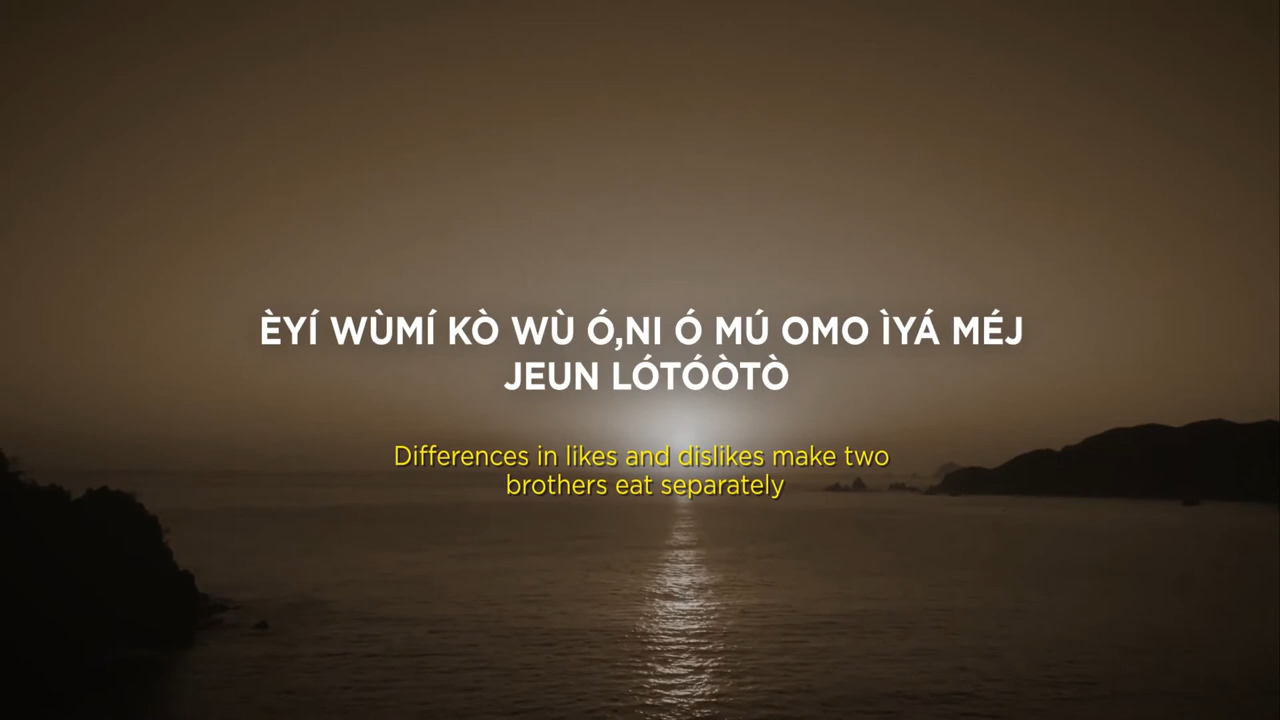 ÈYÍ WÙMÍ KÒ WÙ Ó,NI Ó MÚ OMO ÌYÁ MÉJ
JEUN LÓTÓÒTÒ
Differences in likes and dislikes make two
brothers eat separately